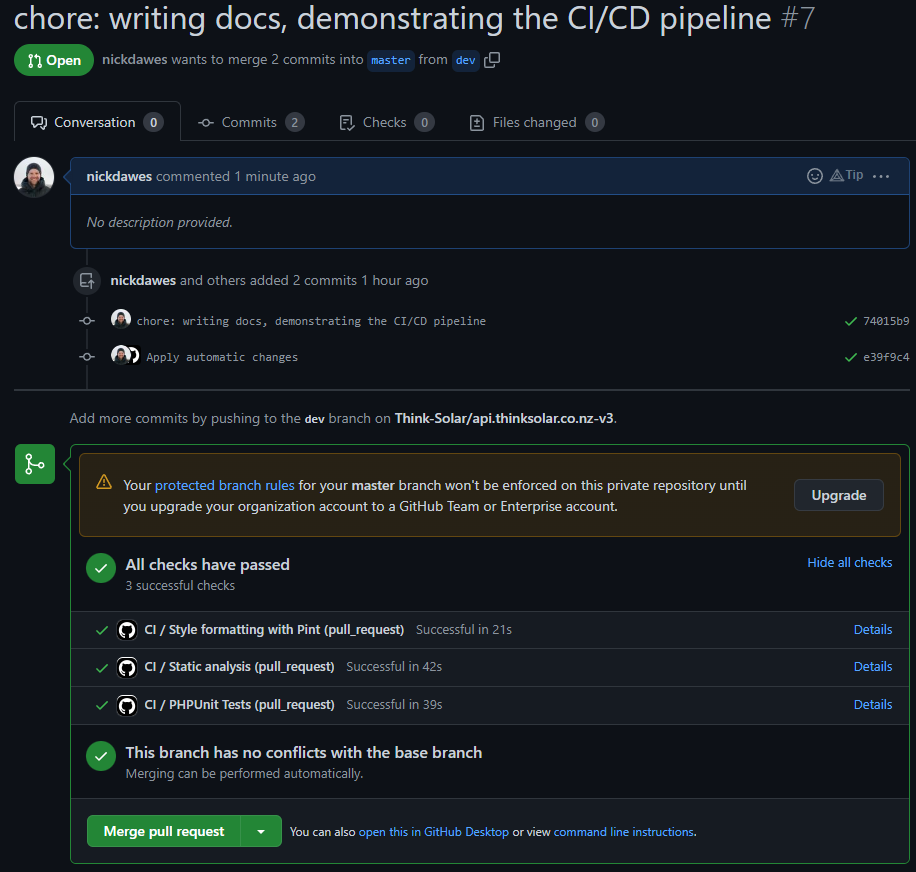 chore: writing docs, demonstrating the CI/CD pipeline #7
Open nickdawes wants to merge 2 commits into master from dev
Conversation 0 Commits 2 Checks 0 Files changed 0
nickdawes commented 1 minute ago Tip ...
No description provided.
nickdawes and others added 2 commits 1 hour ago
chore: writing docs, demonstrating the CI/CD pipeline 74015b9
Apply automatic changes e39f9c4
Add more commits by pushing to the dev branch on Think-Solar/api.thinksolar.co.nz-v3.
Your protected branch rules for your master branch won't be enforced on this private repository until
you upgrade your organization account to a GitHub Team or Enterprise account.
Upgrade
All checks have passed
Hide all checks
3 successful checks
CI / Style formatting with Pint (pull_request) Successful in 21s Details
CI / Static analysis (pull_request) Successful in 42s Details
CI / PHPUnit Tests (pull_request) Successful in 39s Details
This branch has no conflicts with the base branch
Merging can be performed automatically.
Merge pull request You can also open this in GitHub Desktop or view command line instructions.